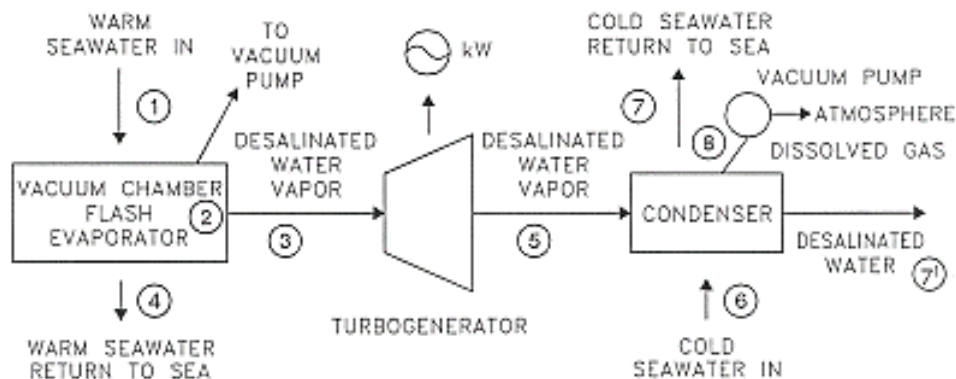 WARM
SEAWATER IN
1
TO
VACUUM
PUMP
kW
COLD SEAWATER
RETURN TO SEA
7
VACUUM PUMP
ATMOSPHERE
8
DISSOLVED GAS
VACUUM CHAMBER
FLASH
EVAPORATOR
2
DESALINATED
WATER
VAPOR
3
DESALINATED
WATER
VAPOR
5
CONDENSER
DESALINATED
WATER
7'
4
WARM SEAWATER
RETURN TO SEA
TURBOGENERATOR
6
COLD
SEAWATER IN